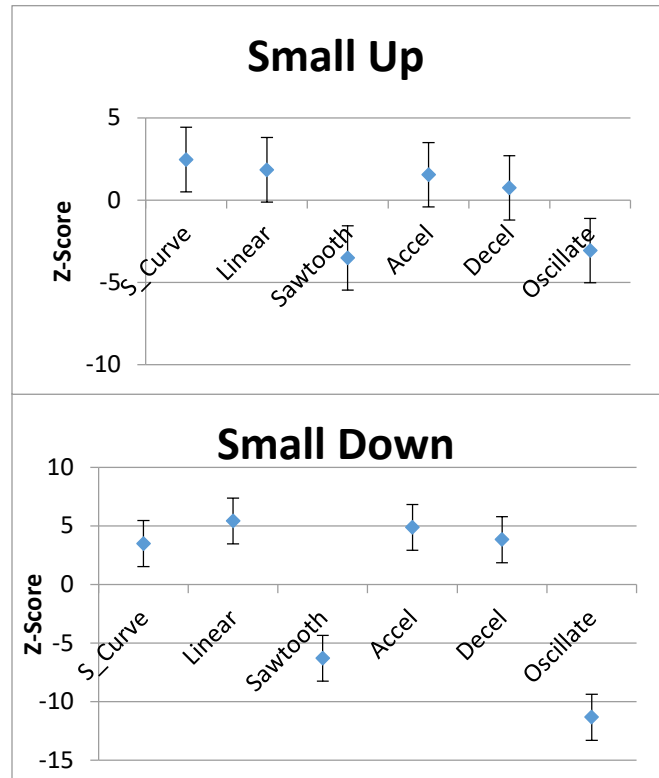 Small Up
5
0
-5
-10
Z-Score
S_Curve
Linear
Sawtooth
Accel
Decel
Oscillate
Small Down
10
5
0
-5
-10
-15
Z-Score
S_Curve
Linear
Sawtooth
Accel
Decel
Oscillate